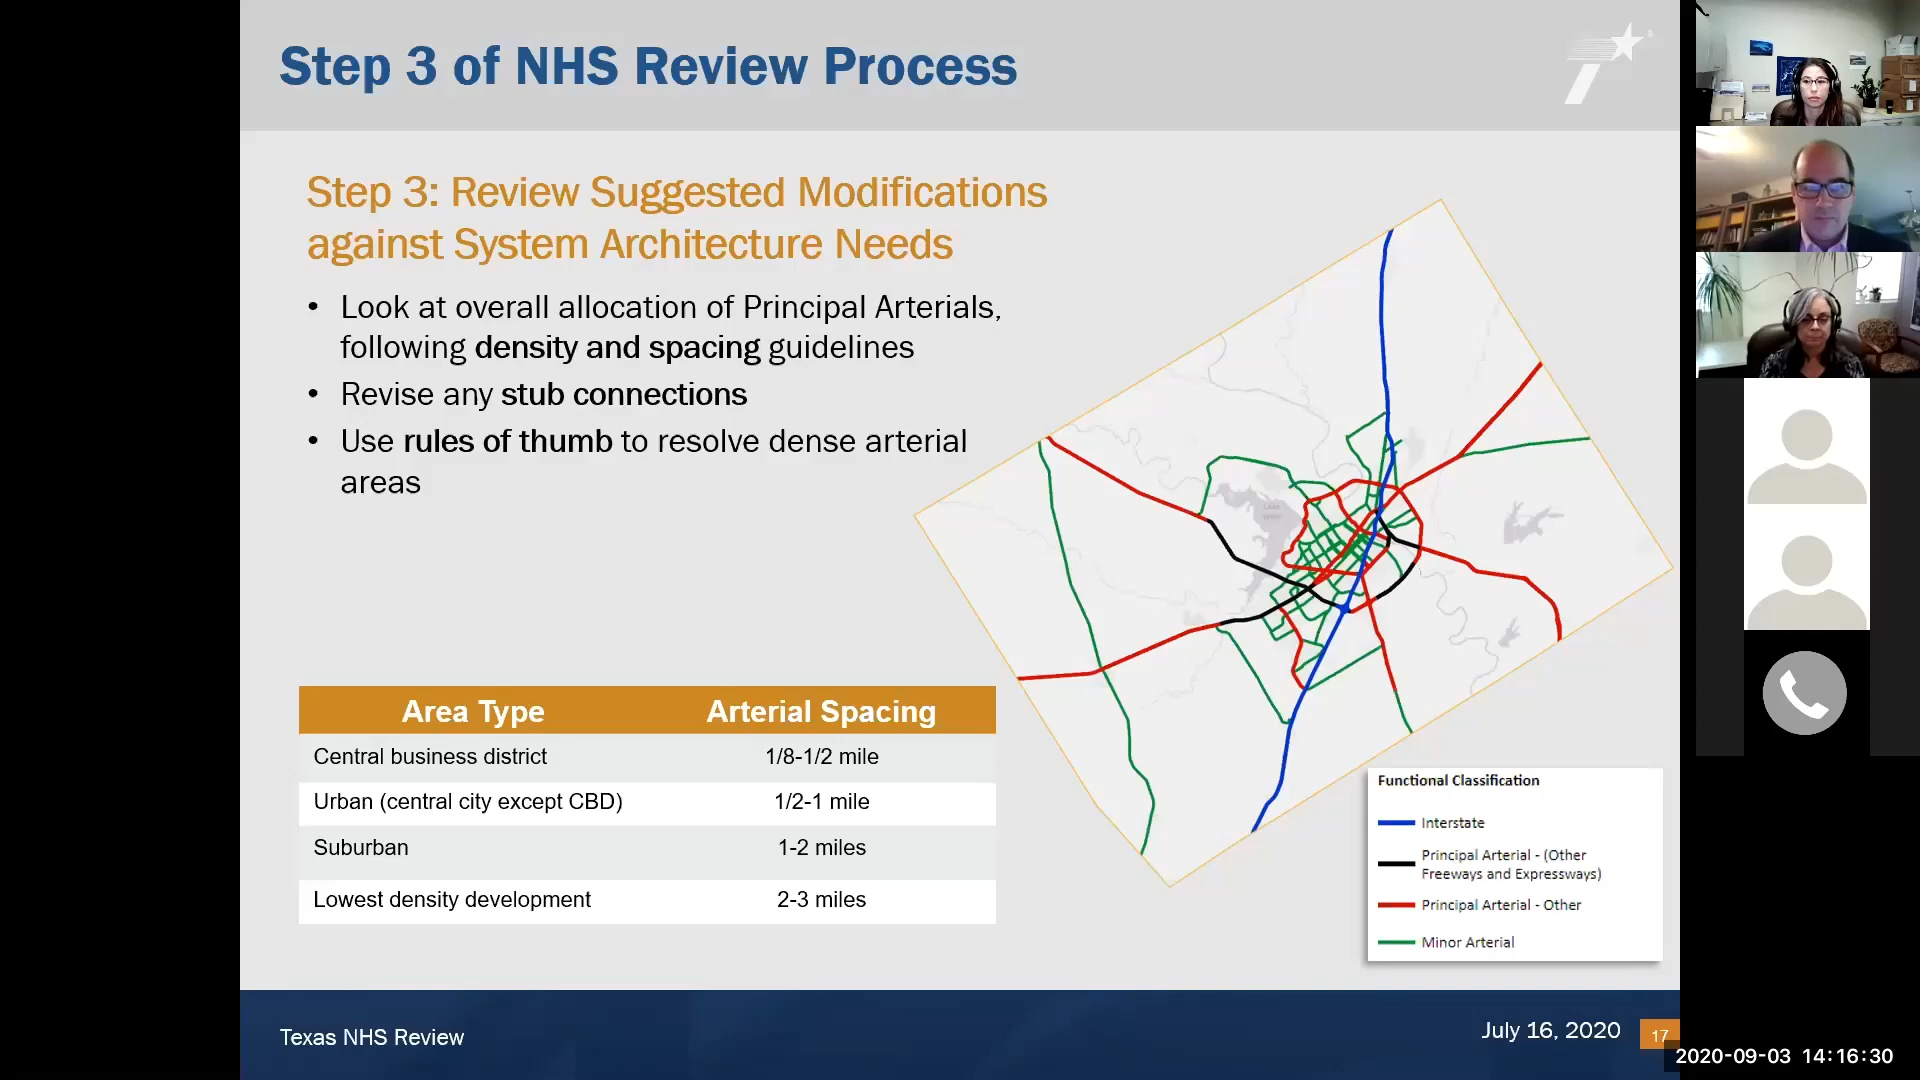 Step 3 of NHS Review Process
Step 3: Review Suggested Modifications
against System Architecture Needs
• Look at overall allocation of Principal Arterials,
following density and spacing guidelines
• Revise any stub connections
• Use rules of thumb to resolve dense arterial
areas
Area Type Arterial Spacing
Central business district 1/8-1/2 mile
Urban (central city except CBD) 1/2-1 mile
Suburban 1-2 miles
Lowest density development 2-3 miles
Functional Classification
Interstate
Principal Arterial - (Other
Freeways and Expressways)
Principal Arterial - Other
Minor Arterial
Texas NHS Review
July 16, 2020
17
2020-09-03 14:16:30